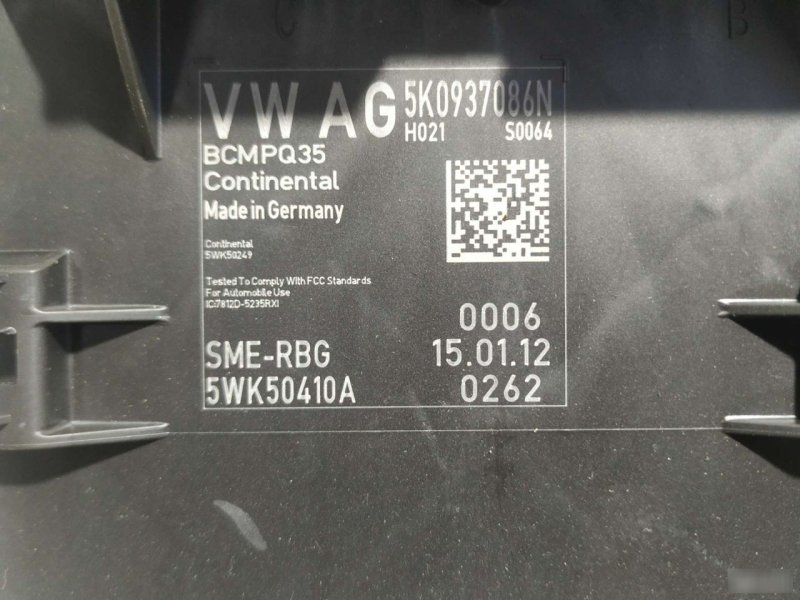 VW AG 5K0937086N
H021 S0064
BCMPQ35
Continental
Made in Germany
Continental
5WK50249
Tested To Comply With FCC Standards
For Automobile Use
IC:7812D-5235RXI
0006
SME-RBG 15.01.12
5WK50410A 0262